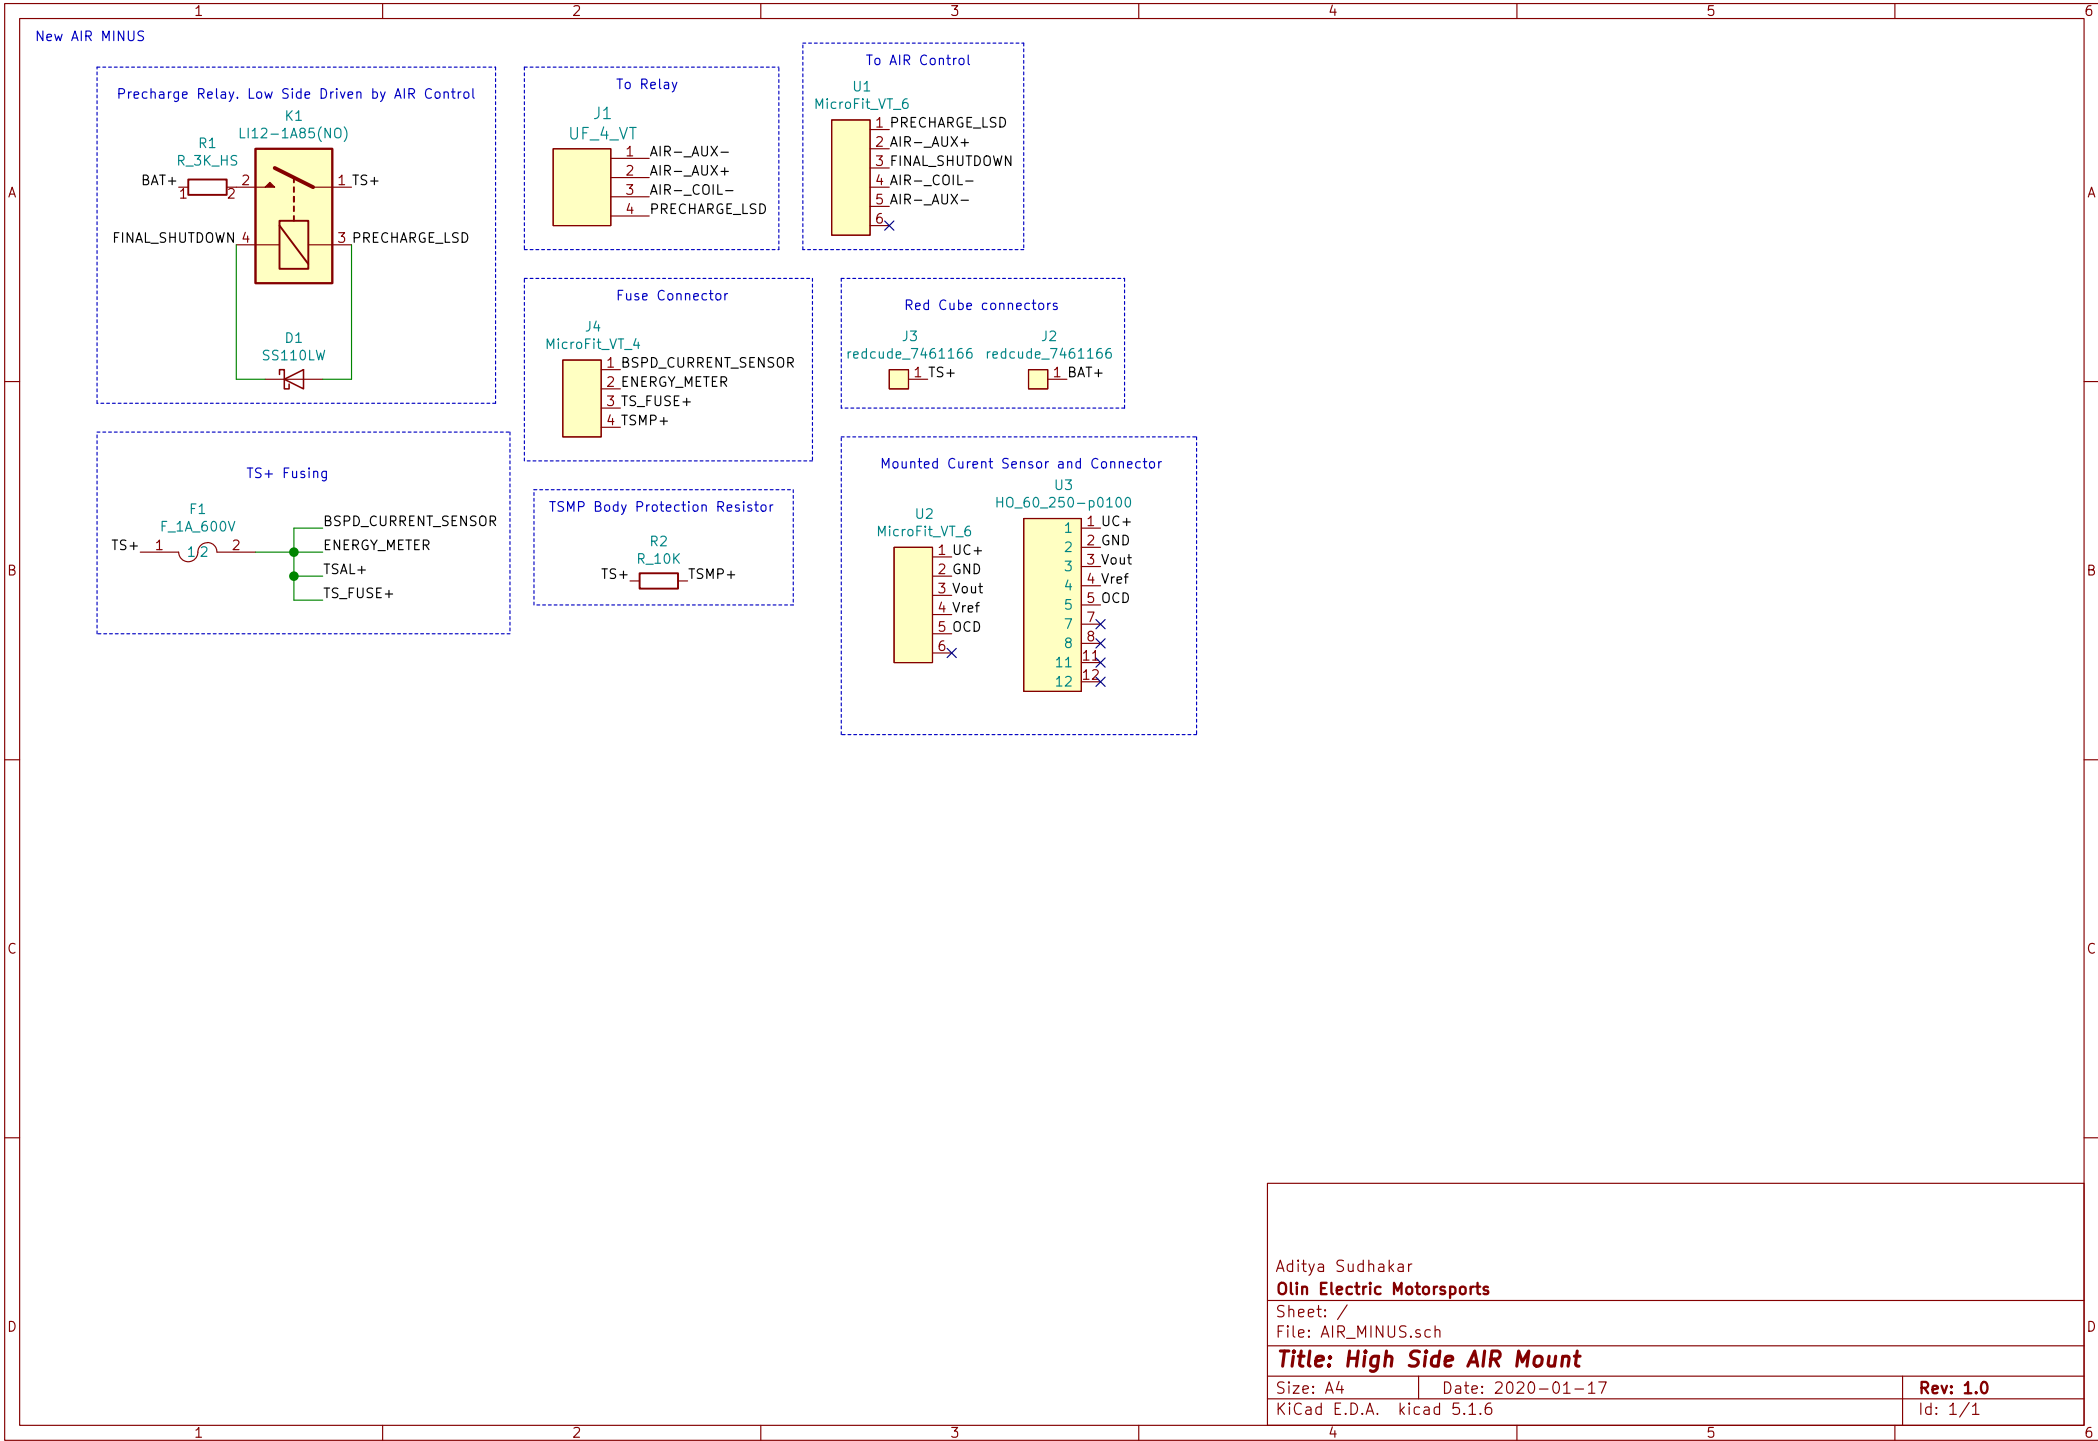 1 2 3 4 5 6
New AIR MINUS
Precharge Relay. Low Side Driven by AIR Control
K1
LI12-1A85(NO)
R1
R_3K_HS
BAT+
1
2
2
1
TS+
FINAL_SHUTDOWN
4
3
PRECHARGE_LSD
D1
SS110LW
To Relay
J1
UF_4_VT
1 AIR-_AUX-
2 AIR-_AUX+
3 AIR-_COIL-
4 PRECHARGE_LSD
To AIR Control
U1
MicroFit_VT_6
1 PRECHARGE_LSD
2 AIR-_AUX+
3 FINAL_SHUTDOWN
4 AIR-_COIL-
5 AIR-_AUX-
6
A
A
Fuse Connector
J4
MicroFit_VT_4
1 BSPD_CURRENT_SENSOR
2 ENERGY_METER
3 TS_FUSE+
4 TSMP+
Red Cube connectors
J3
redcude_7461166
1 TS+
J2
redcude_7461166
1 BAT+
TS+ Fusing
F1
F_1A_600V
TS+
1
1 2
2
BSPD_CURRENT_SENSOR
ENERGY_METER
TSAL+
TS_FUSE+
TSMP Body Protection Resistor
R2
R_10K
TS+
TSMP+
Mounted Curent Sensor and Connector
U2
MicroFit_VT_6
1 UC+
2 GND
3 Vout
4 Vref
5 OCD
6
U3
HO_60_250-p0100
1 1 UC+
2 2 GND
3 3 Vout
4 4 Vref
5 5 OCD
7 7
8 8
11 11
12 12
B
B
C
C
D
D
Aditya Sudhakar
Olin Electric Motorsports
Sheet: /
File: AIR_MINUS.sch
Title: High Side AIR Mount
Size: A4
Date: 2020-01-17
Rev: 1.0
KiCad E.D.A. kicad 5.1.6
Id: 1/1
1 2 3 4 5 6